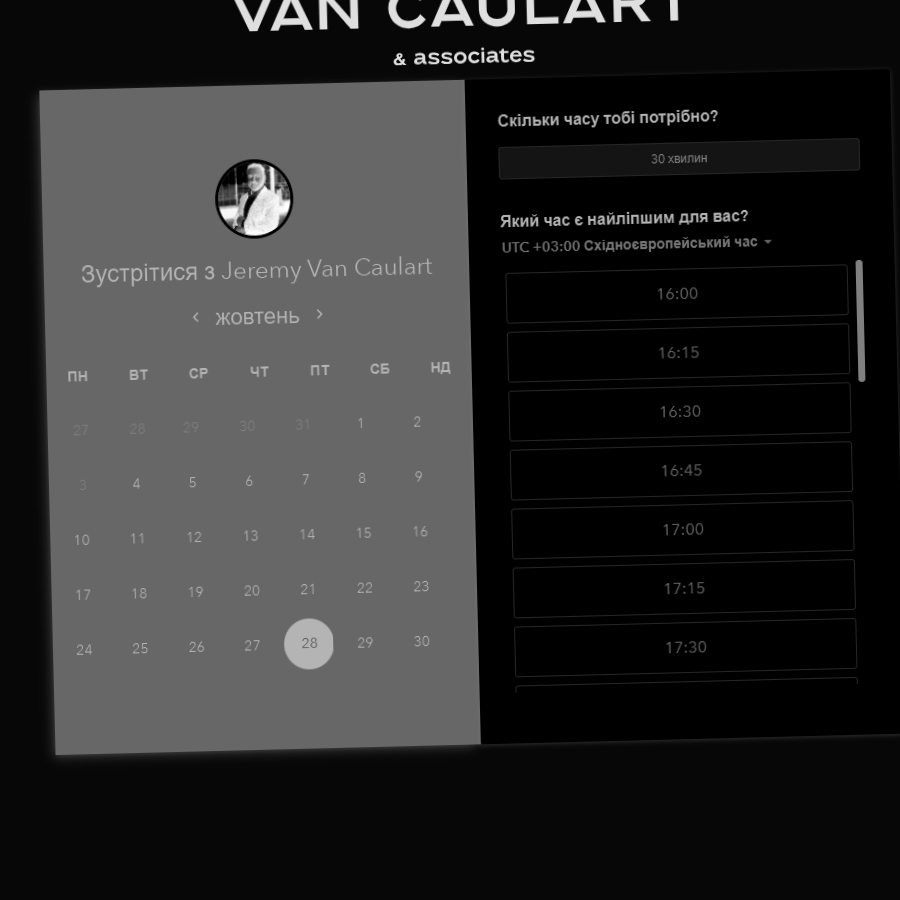 VAN CAULART
& associates
Зустрітися з Jeremy Van Caulart
жовтень
ПН ВТ СР ЧТ ПТ СБ НД
27 28 29 30 31 1 2
3 4 5 6 7 8 9
10 11 12 13 14 15 16
17 18 19 20 21 22 23
24 25 26 27 28 29 30
Скільки часу тобі потрібно?
30 хвилин
Який час є найліпшим для вас?
UTC +03:00 Східноєвропейський час
16:00
16:15
16:30
16:45
17:00
17:15
17:30